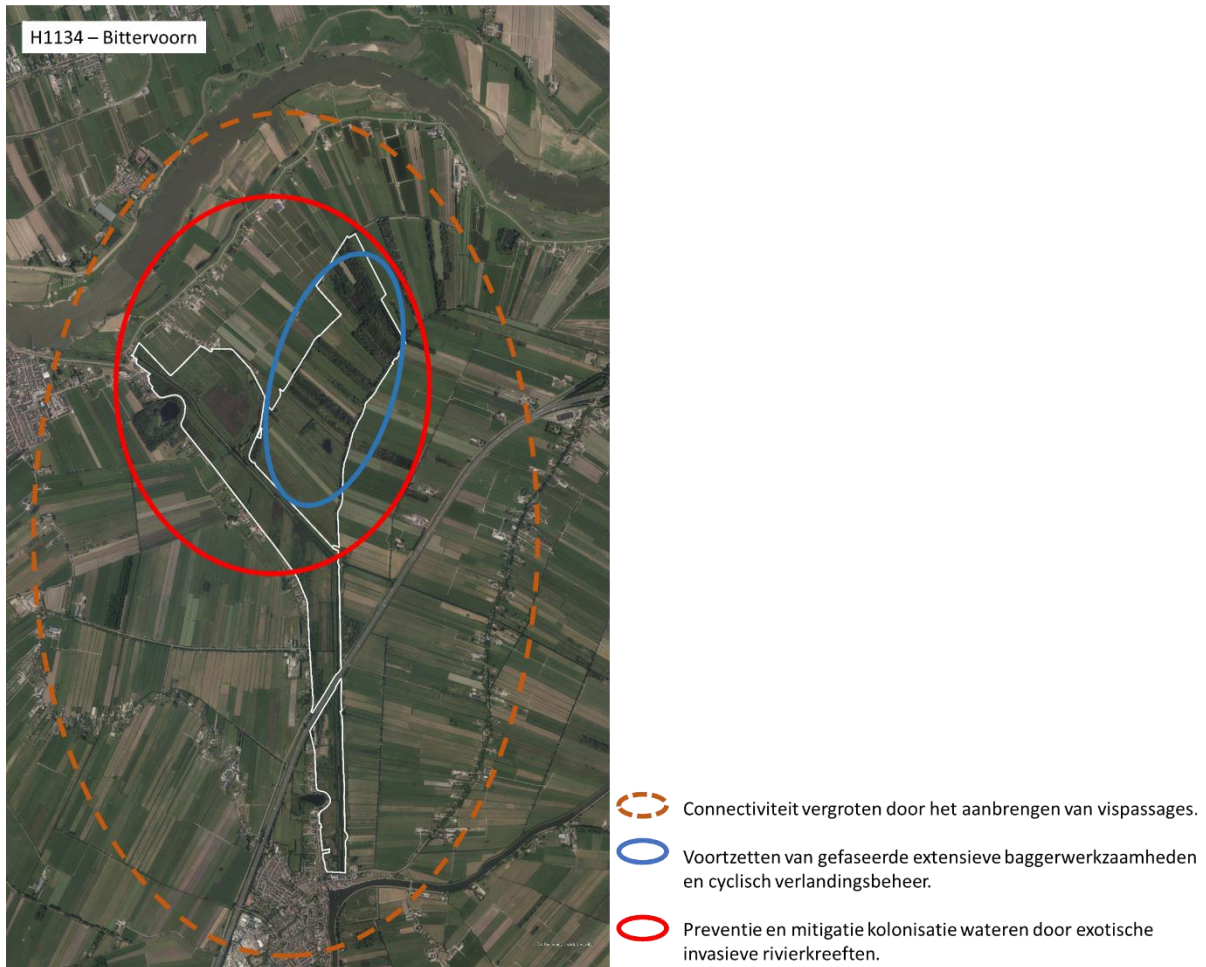 H1134 – Bittervoorn
Connectiviteit vergroten door het aanbrengen van vispassages.
Voortzetten van gefaseerde extensieve baggerwerkzaamheden
en cyclisch verlandingsbeheer.
Preventie en mitigatie kolonisatie wateren door exotische
invasieve rivierkreeften.